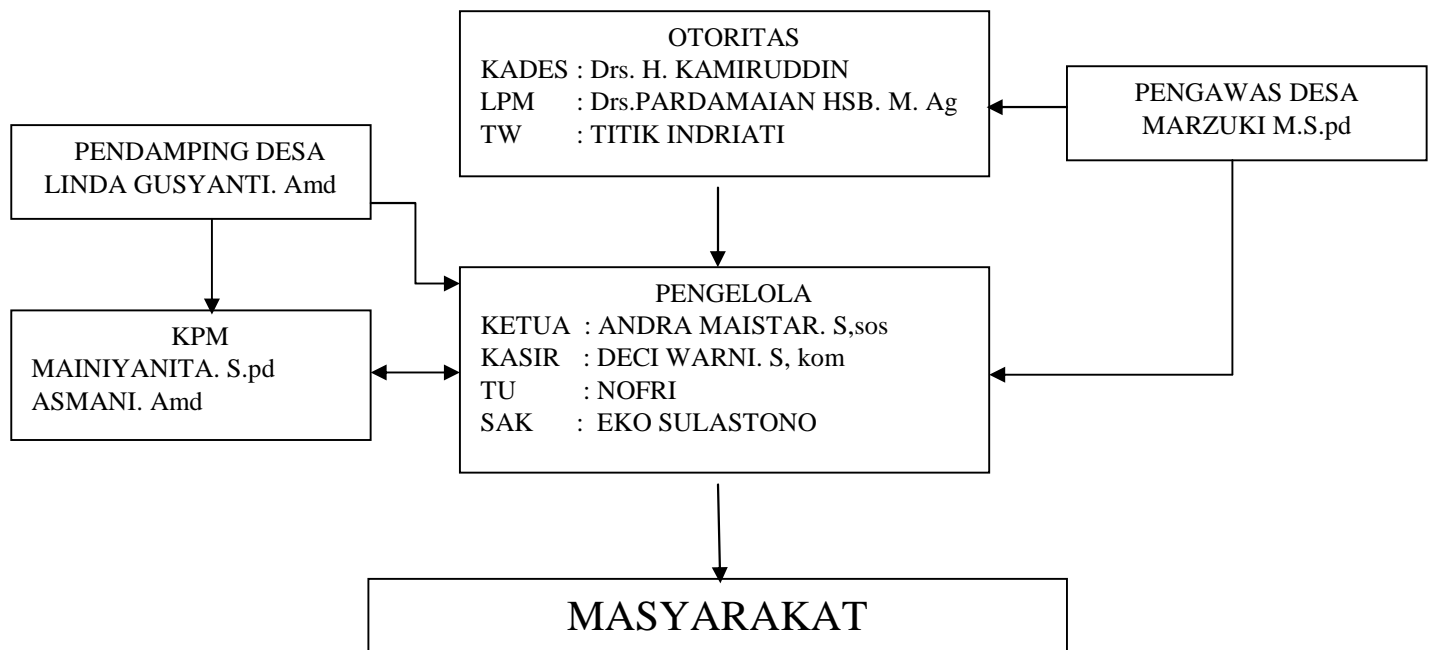 OTORITAS
KADES : Drs. H. KAMIRUDDIN
LPM : Drs.PARDAMAIAN HSB. M. Ag
TW : TITIK INDRIATI
PENGAWAS DESA
MARZUKI M.S.pd
PENDAMPING DESA
LINDA GUSYANTI. Amd
PENGELOLA
KETUA : ANDRA MAISTAR. S,sos
KASIR : DECI WARNI. S, kom
TU : NOFRI
SAK : EKO SULASTONO
KPM
MAINIYANITA. S.pd
ASMANI. Amd
MASYARAKAT